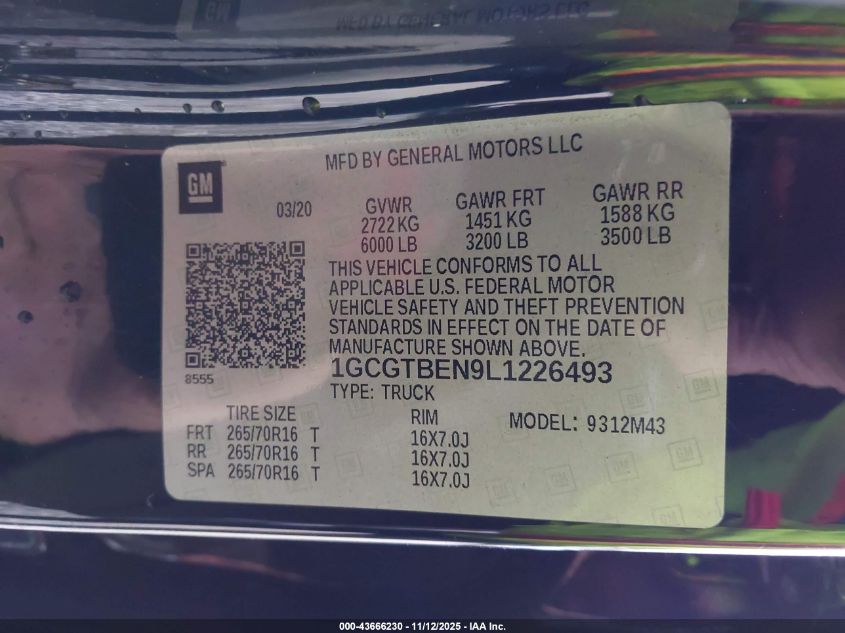 MFD BY GENERAL MOTORS LLC
GM
03/20
GVWR GAWR FRT GAWR RR
2722 KG 1451 KG 1588 KG
6000 LB 3200 LB 3500 LB
THIS VEHICLE CONFORMS TO ALL
APPLICABLE U.S. FEDERAL MOTOR
VEHICLE SAFETY AND THEFT PREVENTION
STANDARDS IN EFFECT ON THE DATE OF
MANUFACTURE SHOWN ABOVE.
8555
1GCGTBEN9L1226493
TYPE: TRUCK
TIRE SIZE RIM MODEL: 9312M43
FRT 265/70R16 T 16X7.0J
RR 265/70R16 T 16X7.0J
SPA 265/70R16 T 16X7.0J
000-43666230 - 11/12/2025 - IAA Inc.